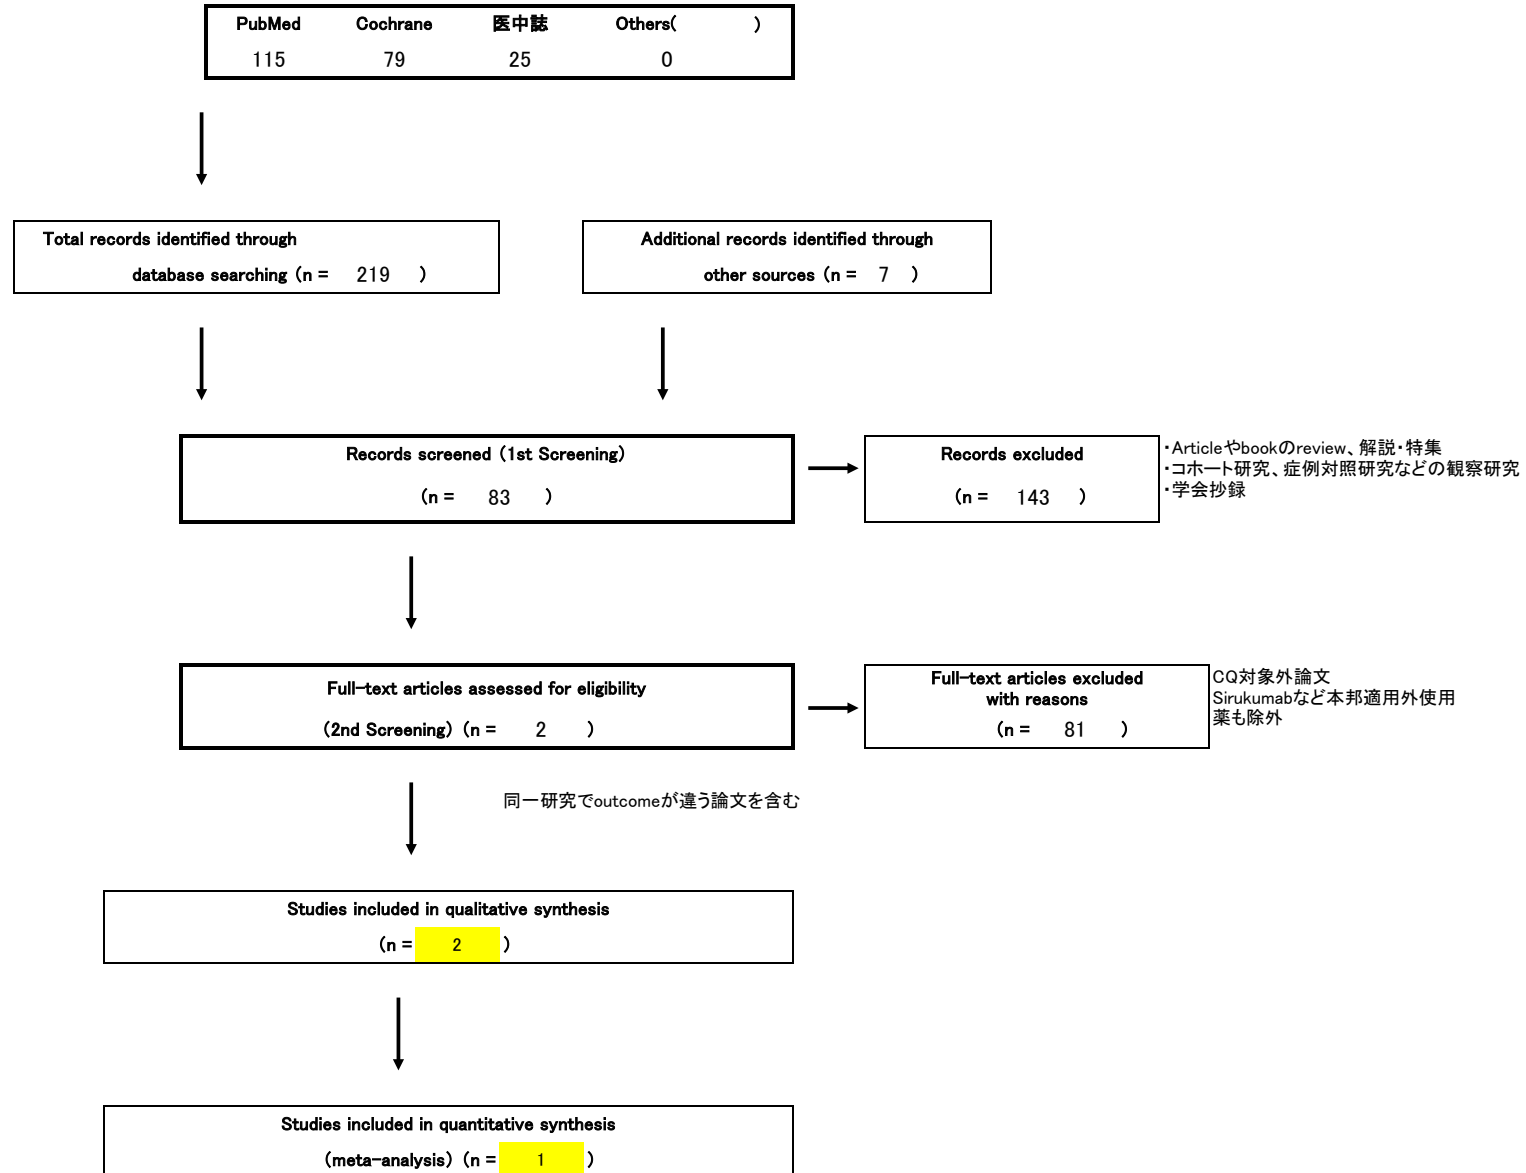 PubMed Cochrane 医中誌 Others( )
115 79 25 0
Total records identified through
database searching (n = 219 )
Additional records identified through
other sources (n = 7 )
Records screened (1st Screening)
(n = 83 )
Records excluded
(n = 143 )
・Articleやbookのreview、解説・特集
・コホート研究、症例対照研究などの観察研究
・学会抄録
Full-text articles assessed for eligibility
(2nd Screening) (n = 2 )
Full-text articles excluded
with reasons
(n = 81 )
CQ対象外論文
Sirukumabなど本邦適用外使用
薬も除外
同一研究でoutcomeが違う論文を含む
Studies included in qualitative synthesis
(n = 2 )
Studies included in quantitative synthesis
(meta-analysis) (n = 1 )